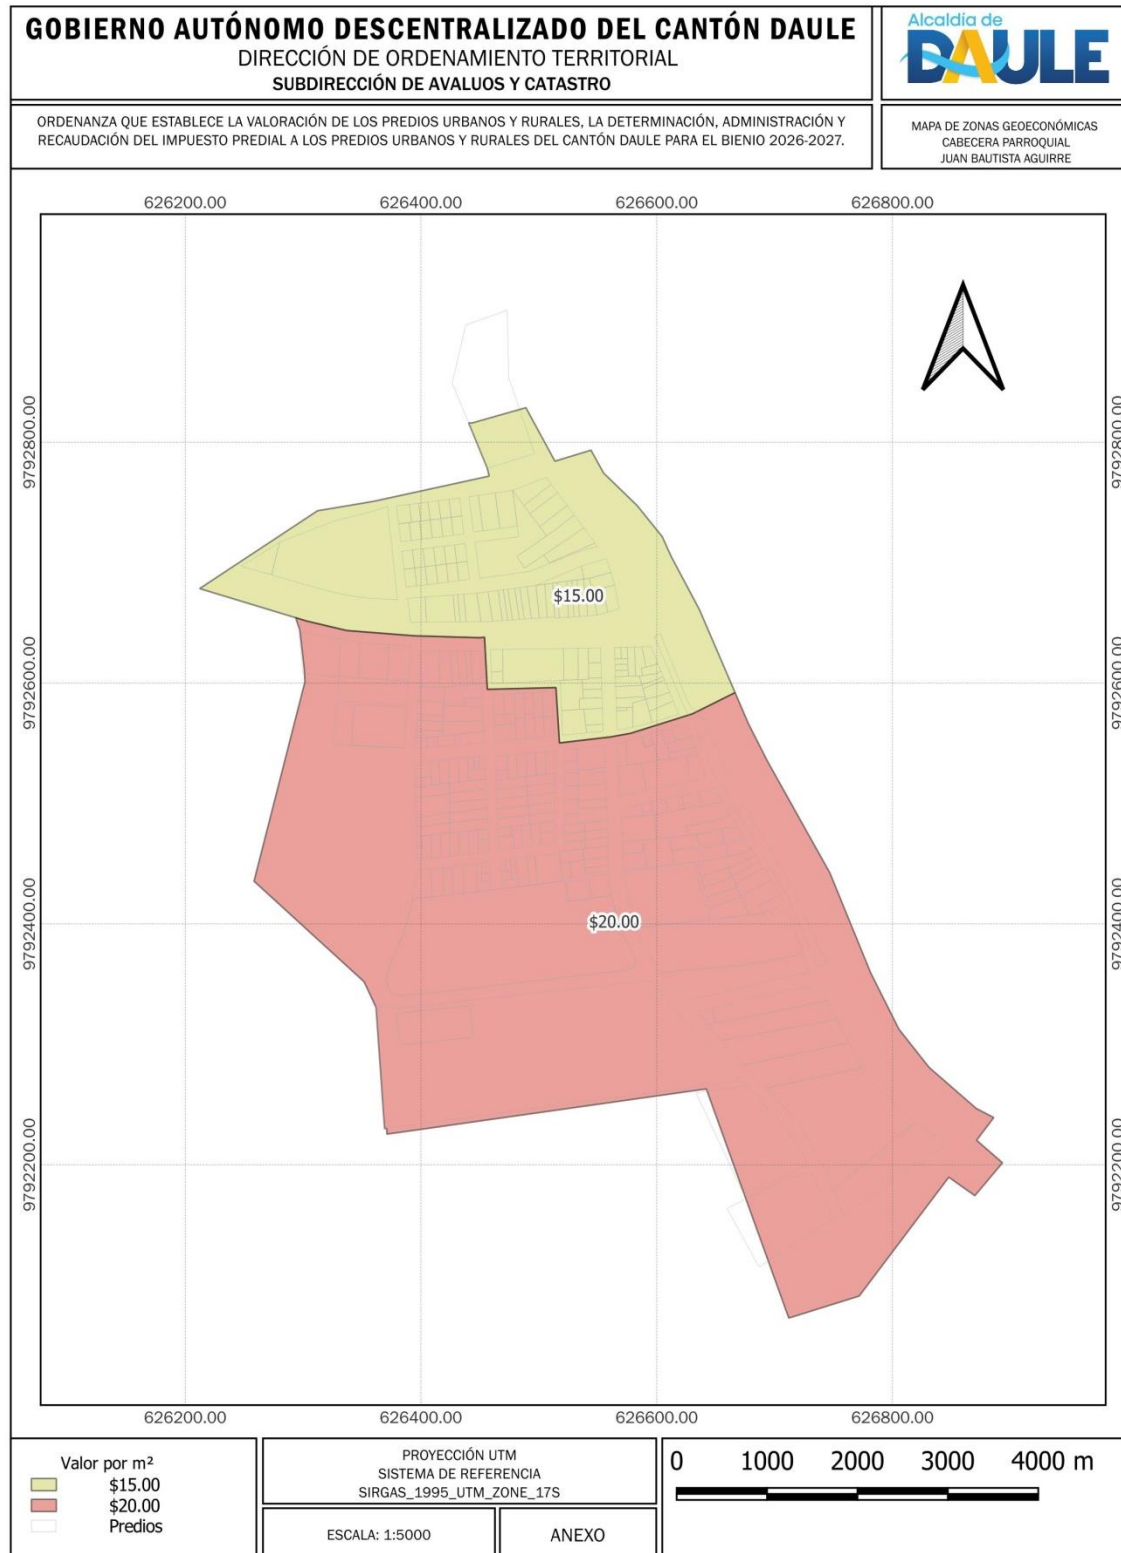 GOBIERNO AUTÓNOMO DESCENTRALIZADO DEL CANTÓN DAULE
DIRECCIÓN DE ORDENAMIENTO TERRITORIAL
SUBDIRECCIÓN DE AVALUOS Y CATASTRO
Alcaldía de
DAULE
ORDENANZA QUE ESTABLECE LA VALORACIÓN DE LOS PREDIOS URBANOS Y RURALES, LA DETERMINACIÓN, ADMINISTRACIÓN Y
RECAUDACIÓN DEL IMPUESTO PREDIAL A LOS PREDIOS URBANOS Y RURALES DEL CANTÓN DAULE PARA EL BIENIO 2026-2027.
MAPA DE ZONAS GEOECONÓMICAS
CABECERA PARROQUIAL
JUAN BAUTISTA AGUIRRE
626200.00 626400.00 626600.00 626800.00
9792800.00 9792800.00
$15.00
9792600.00 9792600.00
$20.00
9792400.00 9792400.00
9792200.00 9792200.00
626200.00 626400.00 626600.00 626800.00
Valor por m²
$15.00
$20.00
Predios
PROYECCIÓN UTM
SISTEMA DE REFERENCIA
SIRGAS_1995_UTM_ZONE_17S
ESCALA: 1:5000
ANEXO
0 1000 2000 3000 4000 m